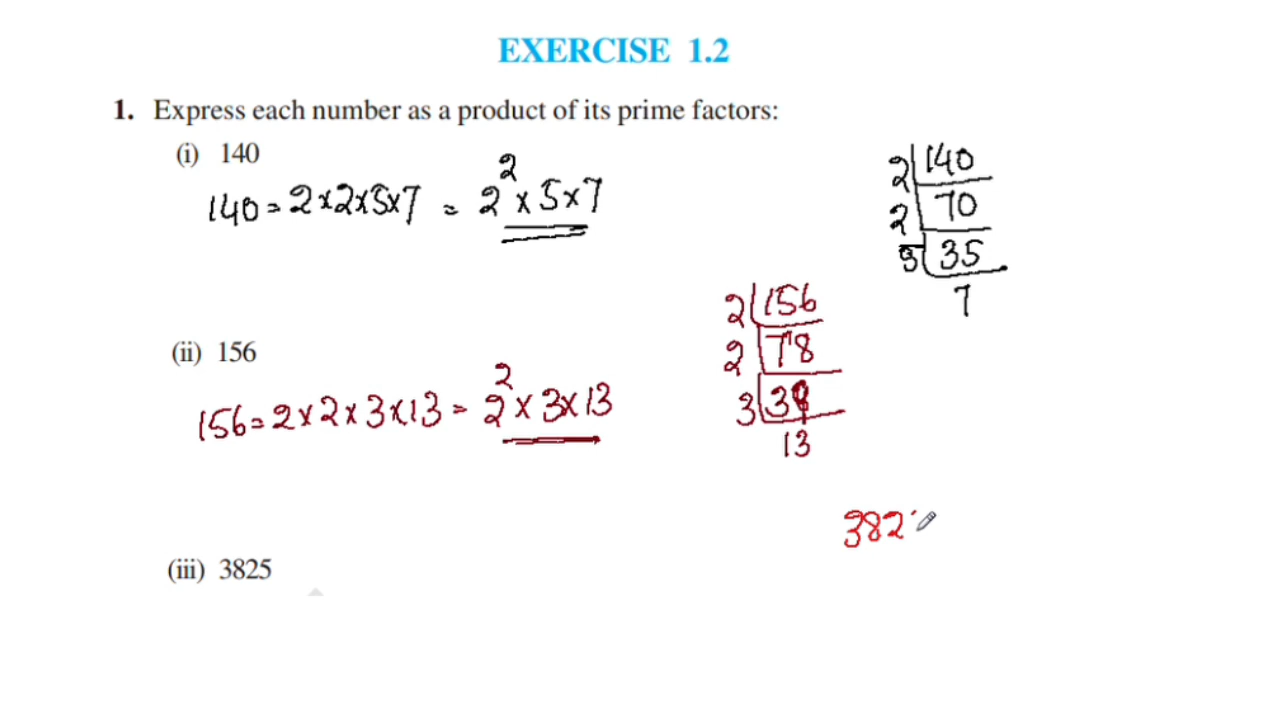 EXERCISE 1.2
1. Express each number as a product of its prime factors:
(i) 140
140 = 2×2×5×7 = 2² × 5×7
2 140
2 70
35
7
(ii) 156
156 = 2×2×3×13 = 2² × 3×13
2 156
2 78
3 39
13
382
(iii) 3825